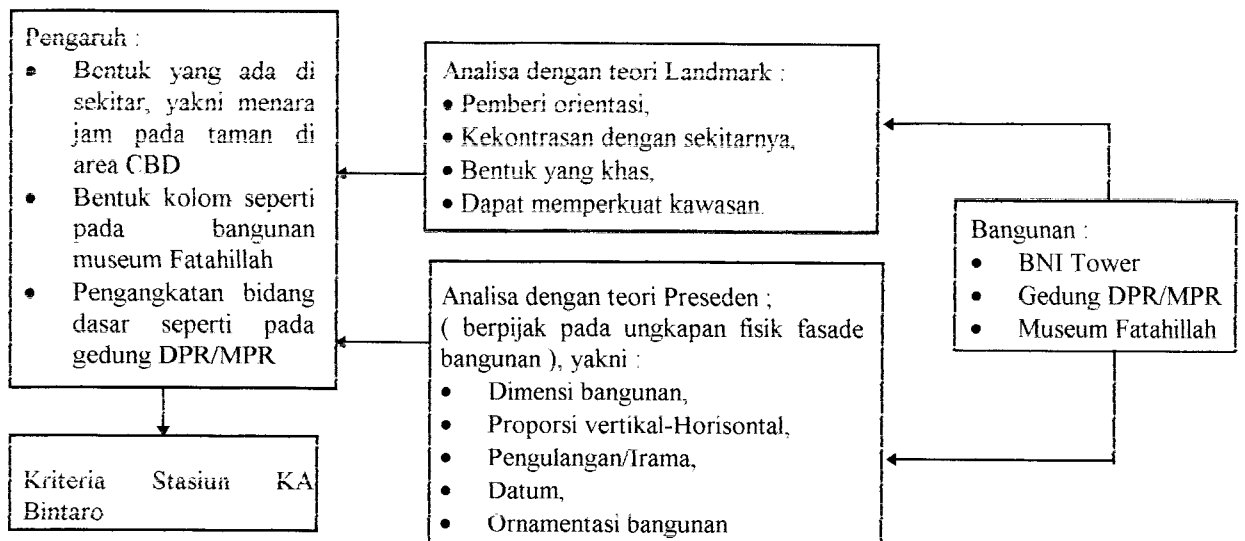 Pengaruh :
• Bentuk yang ada di
sekitar, yakni menara
jam pada taman di
area CBD
• Bentuk kolom seperti
pada bangunan
museum Fatahillah
• Pengangkatan bidang
dasar seperti pada
gedung DPR/MPR
Kriteria Stasiun KA
Bintaro
Analisa dengan teori Landmark :
• Pemberi orientasi,
• Kekontrasan dengan sekitarnya,
• Bentuk yang khas,
• Dapat memperkuat kawasan.
Analisa dengan teori Preseden ;
( berpijak pada ungkapan fisik fasade
bangunan ), yakni :
• Dimensi bangunan,
• Proporsi vertikal-Horisontal,
• Pengulangan/Irama,
• Datum,
• Ornamentasi bangunan
Bangunan :
• BNI Tower
• Gedung DPR/MPR
• Museum Fatahillah